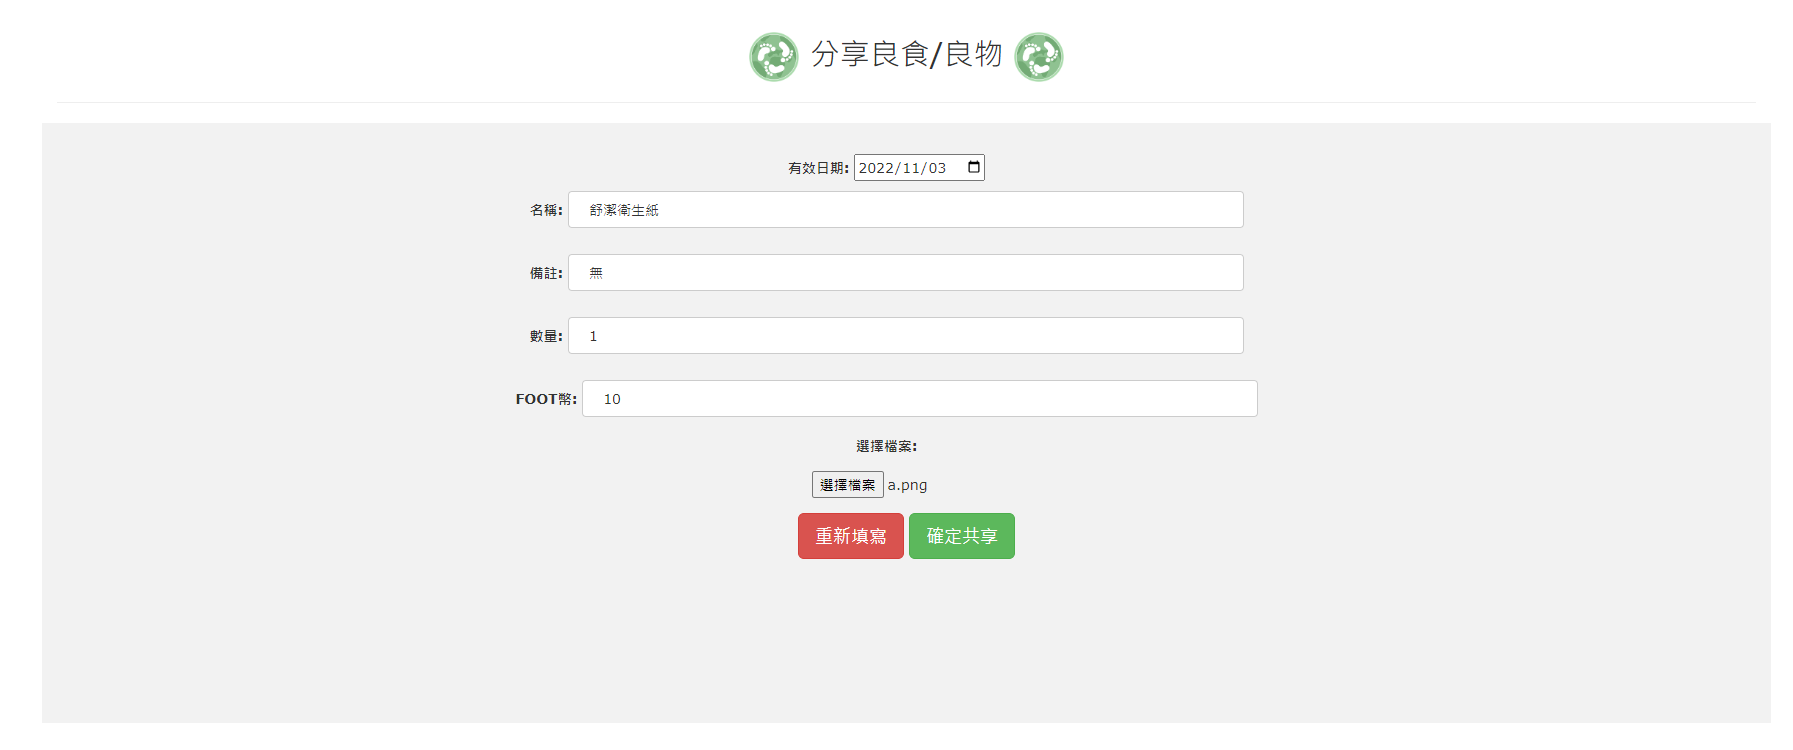 分享良食/良物
有效日期: 2022/11/03
名稱: 舒潔衛生紙
備註: 無
數量: 1
FOOT幣: 10
選擇檔案:
選擇檔案 a.png
重新填寫 確定共享